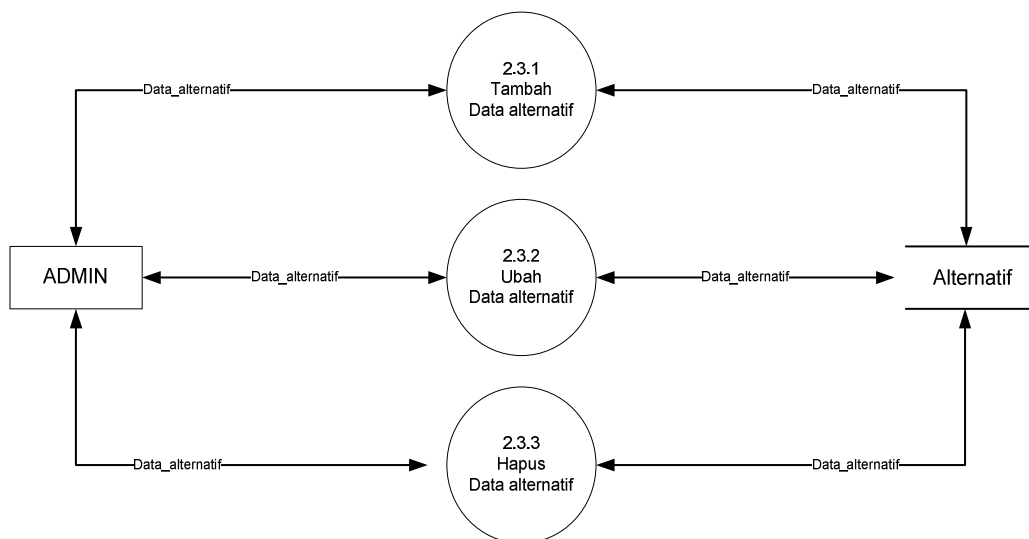 2.3.1
Tambah
Data alternatif
Data_alternatif
Data_alternatif
ADMIN
Data_alternatif
2.3.2
Ubah
Data alternatif
Data_alternatif
Alternatif
2.3.3
Hapus
Data alternatif
Data_alternatif
Data_alternatif